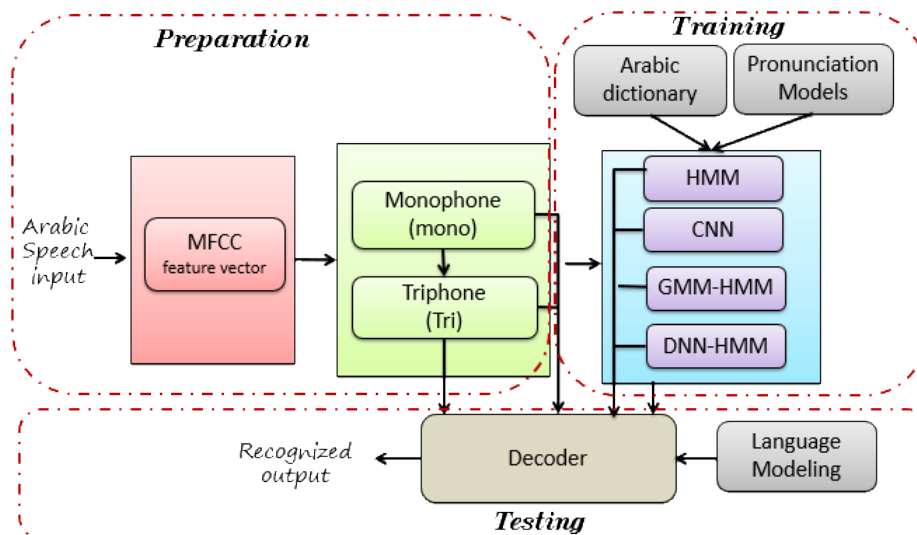 Preparation
Training
Arabic
dictionary
Pronunciation
Models
Arabic
Speech
input
MFCC
feature vector
Monophone
(mono)
Triphone
(Tri)
HMM
CNN
GMM-HMM
DNN-HMM
Recognized
output
Decoder
Language
Modeling
Testing